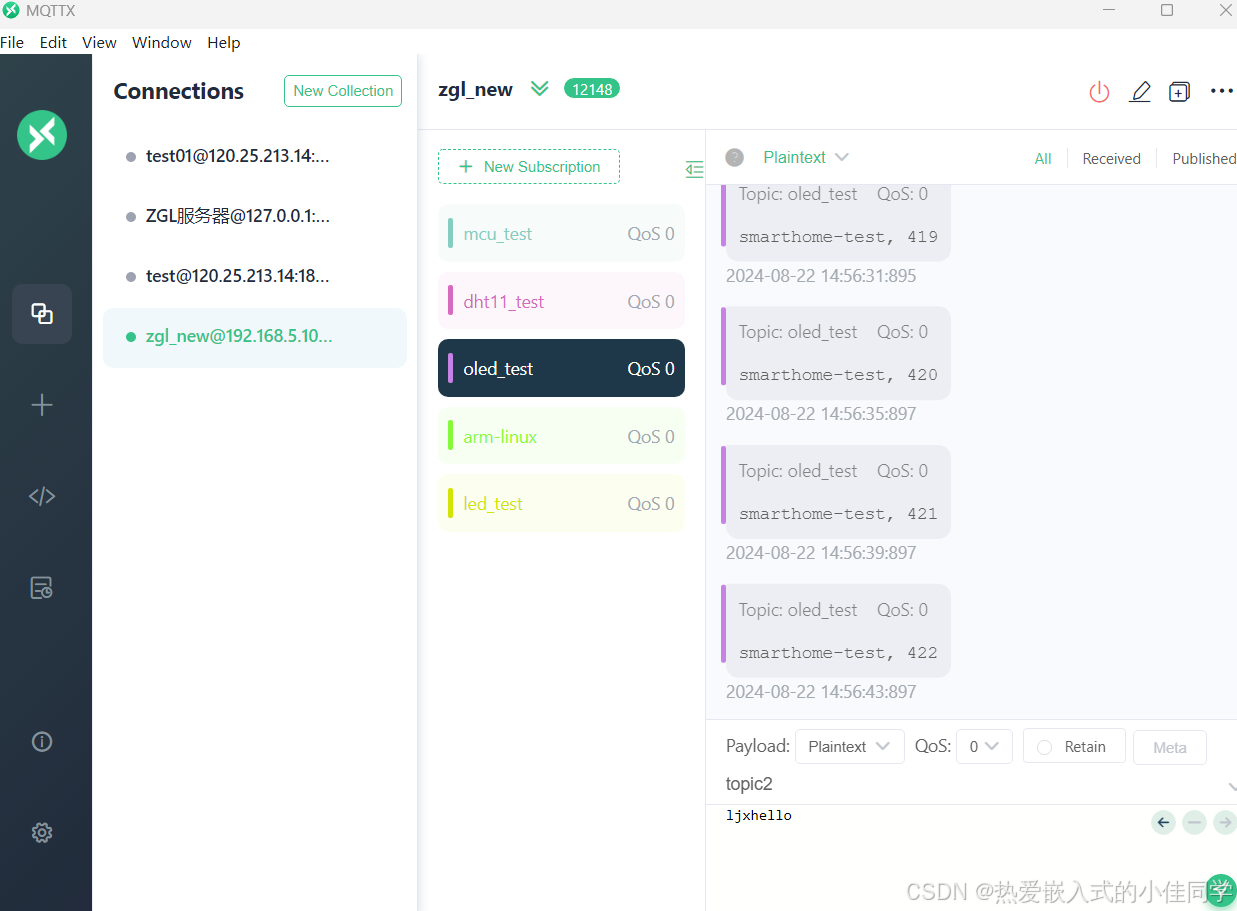 MQTTX
File Edit View Window Help
Connections
New Collection
test01@120.25.213.14:...
ZGL服务器@127.0.0.1:...
test@120.25.213.14:18...
zgl_new@192.168.5.10...
zgl_new 12148
+ New Subscription
mcu_test QoS 0
dht11_test QoS 0
oled_test QoS 0
arm-linux QoS 0
led_test QoS 0
? Plaintext All Received Published
Topic: oled_test QoS: 0
smarthome-test, 419
2024-08-22 14:56:31:895
Topic: oled_test QoS: 0
smarthome-test, 420
2024-08-22 14:56:35:897
Topic: oled_test QoS: 0
smarthome-test, 421
2024-08-22 14:56:39:897
Topic: oled_test QoS: 0
smarthome-test, 422
2024-08-22 14:56:43:897
Payload: Plaintext QoS: 0 Retain Meta
topic2
ljxhello
CSDN @热爱嵌入式的小佳同学